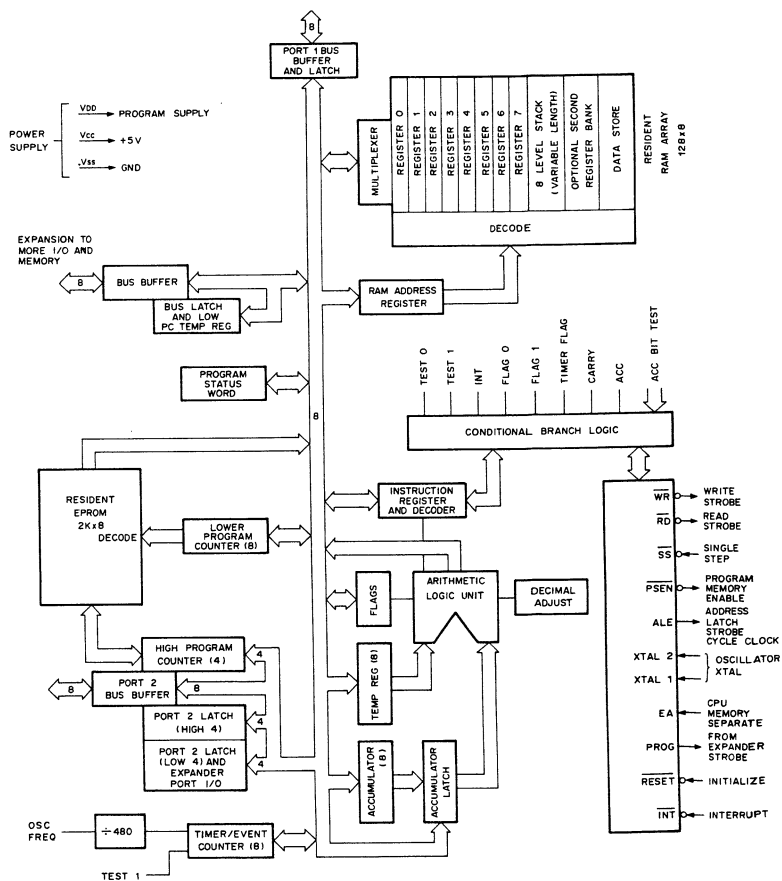 8
PORT 1 BUS
BUFFER
AND LATCH
POWER
SUPPLY
VDD
PROGRAM SUPPLY
Vcc
+5V
Vss
GND
MULTIPLEXER
REGISTER 0
REGISTER 1
REGISTER 2
REGISTER 3
REGISTER 4
REGISTER 5
REGISTER 6
REGISTER 7
8 LEVEL STACK
(VARIABLE LENGTH)
OPTIONAL SECOND
REGISTER BANK
DATA STORE
DECODE
RESIDENT
RAM ARRAY
128x8
EXPANSION TO
MORE I/O AND
MEMORY
8
BUS BUFFER
BUS LATCH
AND LOW
PC TEMP REG
RAM ADDRESS
REGISTER
PROGRAM
STATUS
WORD
8
TEST 0
TEST 1
INT
FLAG 0
FLAG 1
TIMER FLAG
CARRY
ACC
ACC BIT TEST
CONDITIONAL BRANCH LOGIC
RESIDENT
EPROM
2Kx8
DECODE
LOWER
PROGRAM
COUNTER (8)
INSTRUCTION
REGISTER
AND DECODER
FLAGS
ARITHMETIC
LOGIC UNIT
DECIMAL
ADJUST
HIGH PROGRAM
COUNTER (4)
4
8
PORT 2
BUS BUFFER
8
PORT 2 LATCH
(HIGH 4)
4
PORT 2 LATCH
(LOW 4) AND
EXPANDER
PORT I/O
4
TEMP REG (8)
ACCUMULATOR (8)
ACCUMULATOR
LATCH
OSC
FREQ
÷480
TIMER/EVENT
COUNTER (8)
TEST 1
WR
WRITE
STROBE
RD
READ
STROBE
SS
SINGLE
STEP
PSEN
PROGRAM
MEMORY
ENABLE
ALE
ADDRESS
LATCH
STROBE
CYCLE CLOCK
XTAL 2
XTAL 1
OSCILLATOR
XTAL
EA
CPU
MEMORY
SEPARATE
PROG
FROM
EXPANDER
STROBE
RESET
INITIALIZE
INT
INTERRUPT